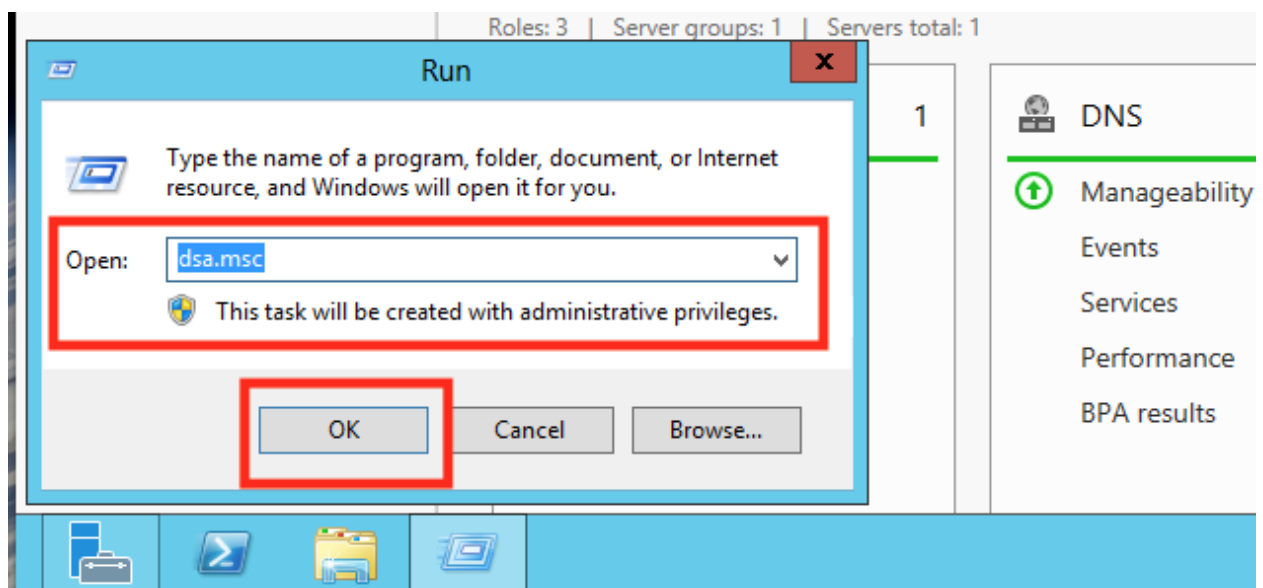 Roles: 3 | Server groups: 1 | Servers total: 1
Run
x
Type the name of a program, folder, document, or Internet
resource, and Windows will open it for you.
Open: dsa.msc
This task will be created with administrative privileges.
OK Cancel Browse...
1
DNS
Manageability
Events
Services
Performance
BPA results